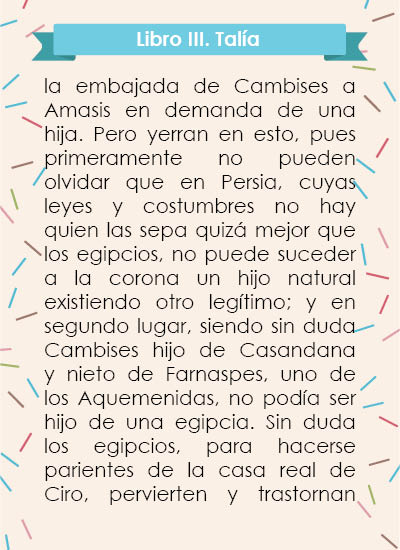 Libro III. Talía
la embajada de Cambises a
Amasis en demanda de una
hija. Pero yerran en esto, pues
primeramente no pueden
olvidar que en Persia, cuyas
leyes y costumbres no hay
quien las sepa quizá mejor que
los egipcios, no puede suceder
a la corona un hijo natural
existiendo otro legítimo; y en
segundo lugar, siendo sin duda
Cambises hijo de Casandana
y nieto de Farnaspes, uno de
los Aquemenidas, no podía ser
hijo de una egipcia. Sin duda
los egipcios, para hacerse
parientes de la casa real de
Ciro, pervierten y trastornan